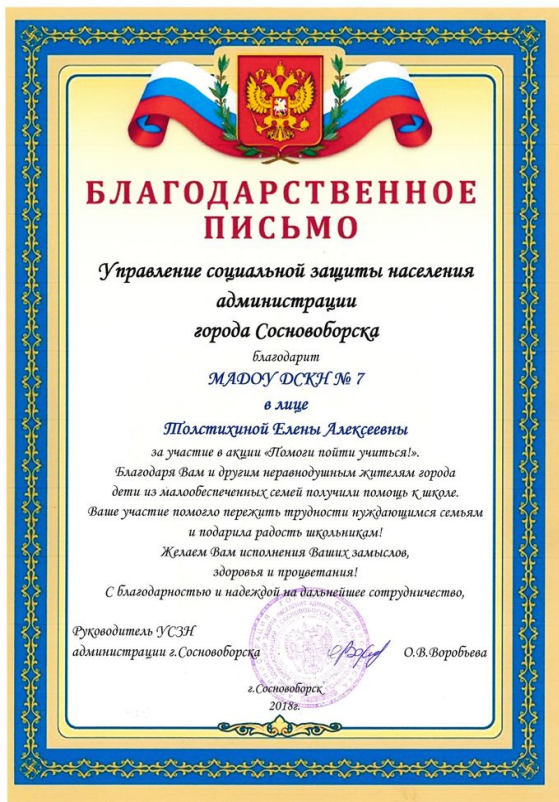 БЛАГОДАРСТВЕННОЕ
ПИСЬМО
Управление социальной защиты населения
администрации
города Сосновоборска
благодарит
МАДОУ ДСКН № 7
в лице
Толстихиной Елены Алексеевны
за участие в акции «Помоги пойти учиться!».
Благодаря Вам и другим неравнодушным жителям города
дети из малообеспеченных семей получили помощь к школе.
Ваше участие помогло пережить трудности нуждающимся семьям
и подарила радость школьникам!
Желаем Вам исполнения Ваших замыслов,
здоровья и процветания!
С благодарностью и надеждой на дальнейшее сотрудничество,
Руководитель УСЗН
администрации г.Сосновоборска О.В.Воробьева
г.Сосновоборск
2018г.